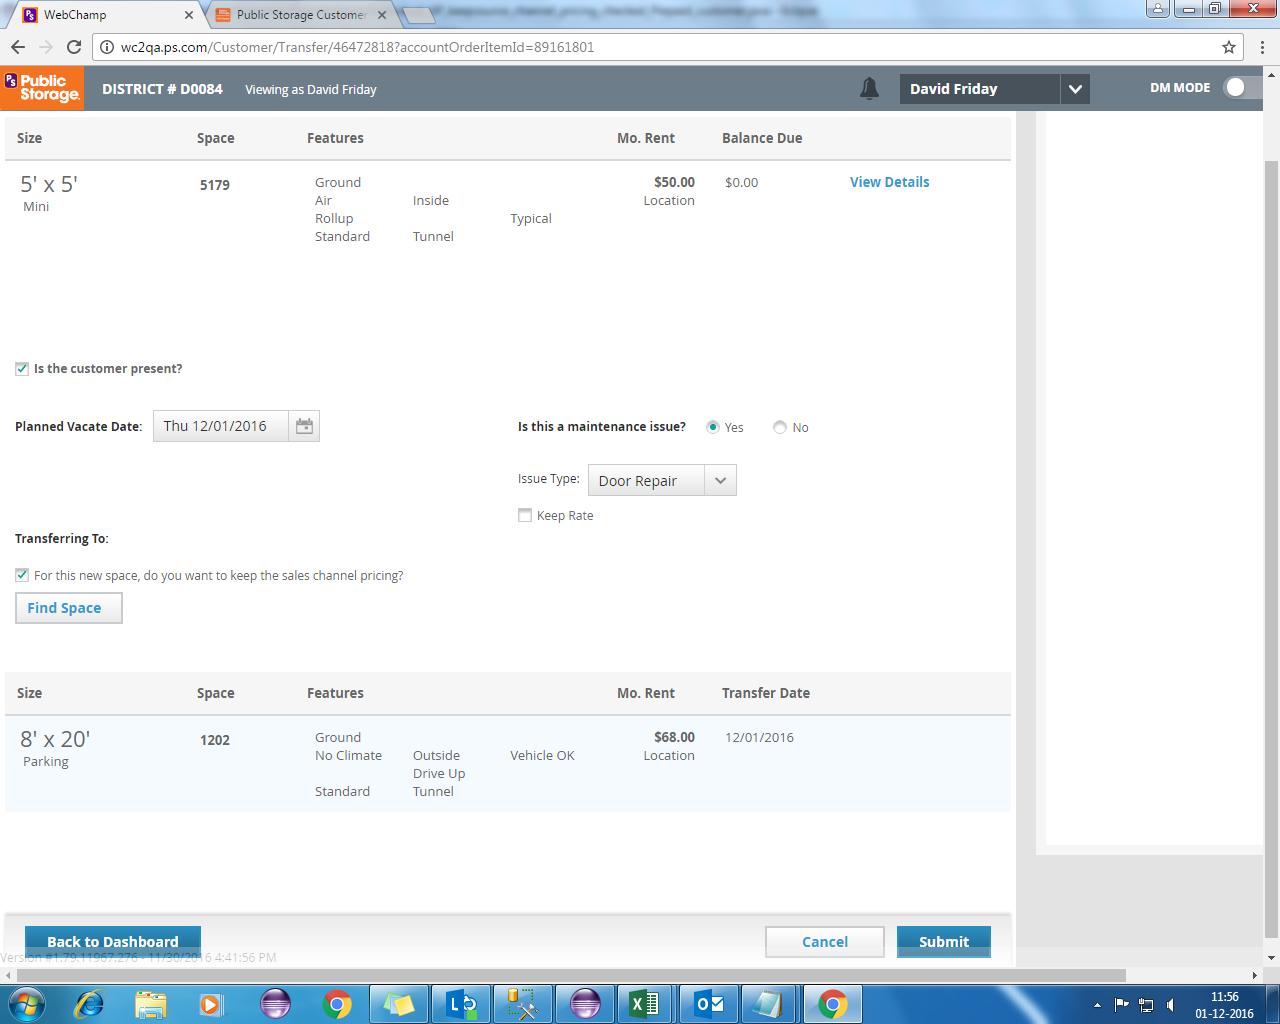 WebChamp
Public Storage Customer
wc2qa.ps.com/Customer/Transfer/46472818?accountOrderItemId=89161801
PS Public Storage.
DISTRICT # D0084 Viewing as David Friday
David Friday
DM MODE
Size Space Features Mo. Rent Balance Due
5' x 5' 5179 Ground $50.00 $0.00 View Details
Mini Air Inside Location
Rollup Typical
Standard Tunnel
Is the customer present?
Planned Vacate Date: Thu 12/01/2016 Is this a maintenance issue? Yes No
Issue Type: Door Repair
Keep Rate
Transferring To:
For this new space, do you want to keep the sales channel pricing?
Find Space
Size Space Features Mo. Rent Transfer Date
8' x 20' 1202 Ground $68.00 12/01/2016
Parking No Climate Outside Vehicle OK Location
Drive Up
Standard Tunnel
Back to Dashboard Cancel Submit
Version #1.79.11967.276 - 11/30/2016 4:41:56 PM
11:56
01-12-2016